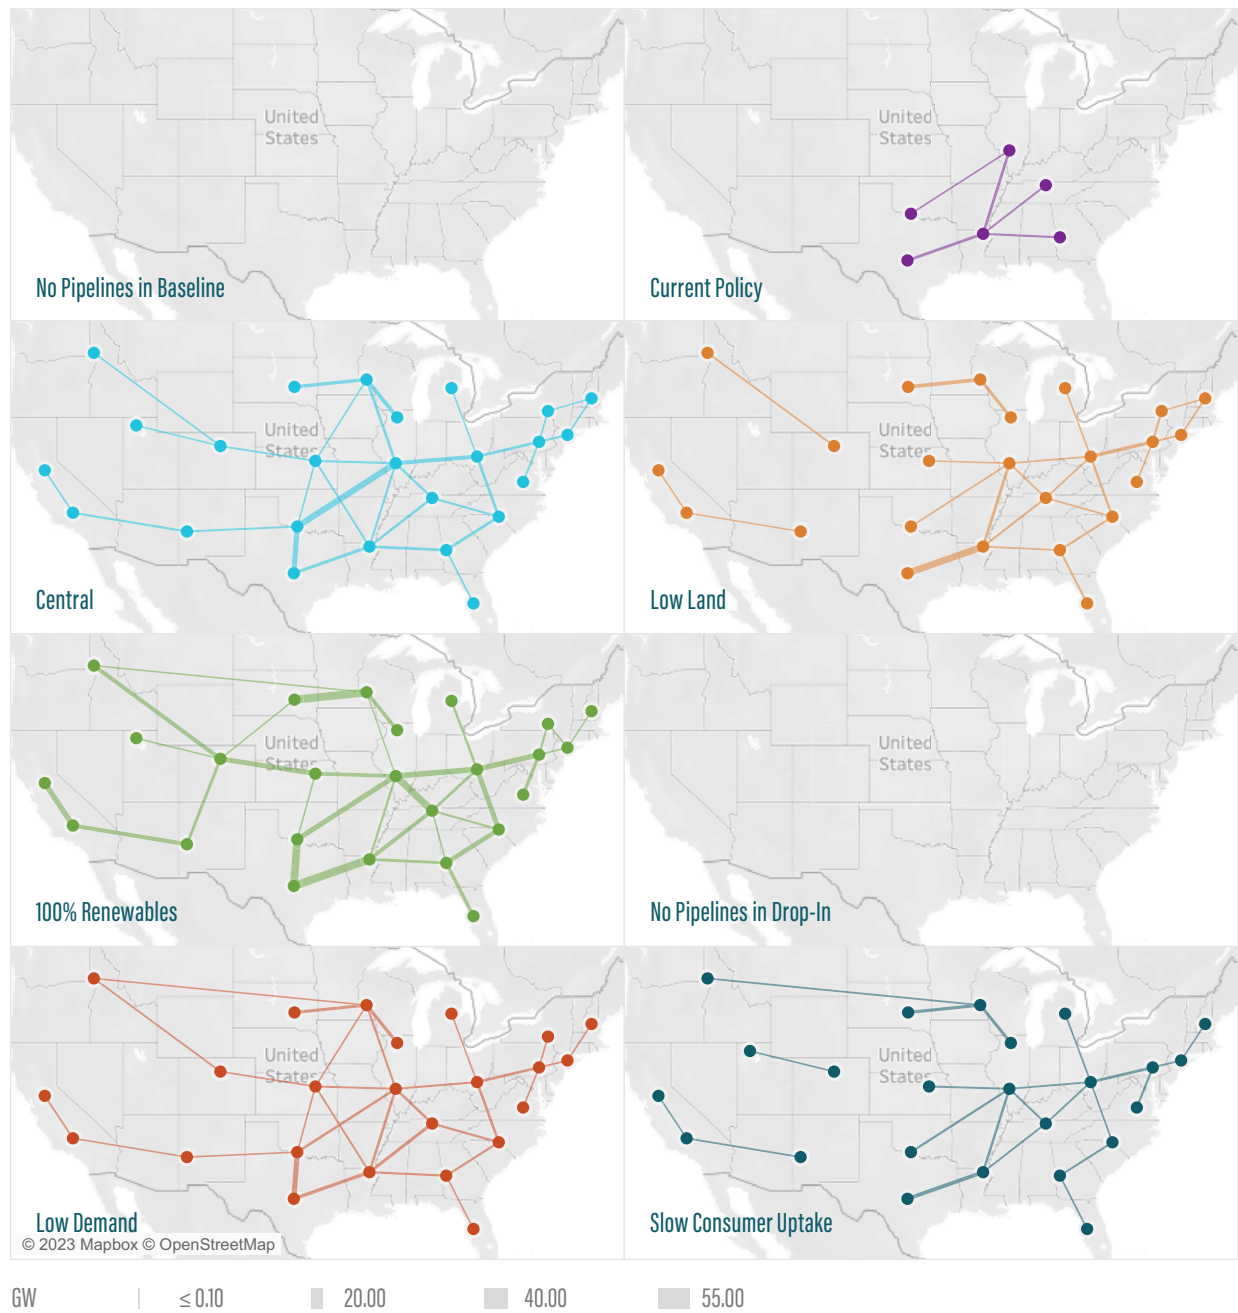 United
States
No Pipelines in Baseline
United
States
Current Policy
United
States
Central
United
States
Low Land
United
States
100% Renewables
United
States
No Pipelines in Drop-In
United
States
Low Demand
© 2023 Mapbox © OpenStreetMap
United
States
Slow Consumer Uptake
GW ≤ 0.10 20.00 40.00 55.00